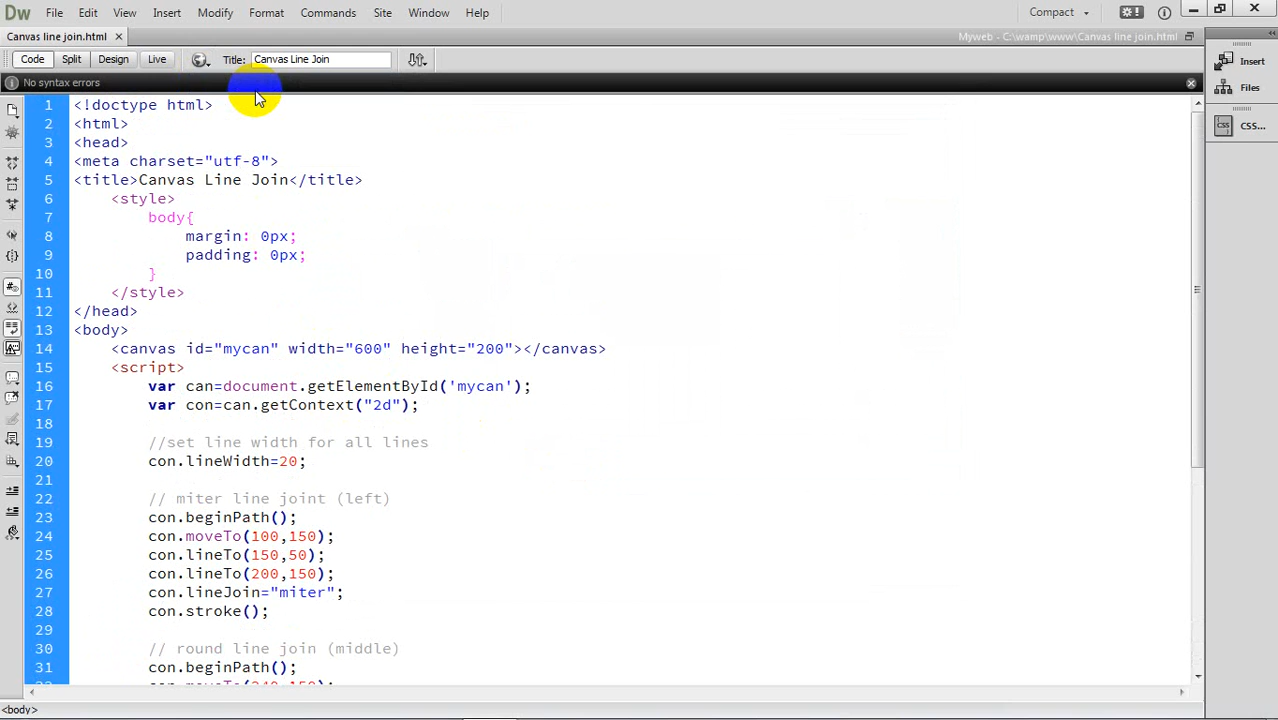 Dw File Edit View Insert Modify Format Commands Site Window Help Compact
Canvas line join.html Myweb - C:\wamp\www\Canvas line join.html
Code Split Design Live Title: Canvas Line Join
No syntax errors
Insert
Files
CSS...
1 <!doctype html>
2 <html>
3 <head>
4 <meta charset="utf-8">
5 <title>Canvas Line Join</title>
6 <style>
7 body{
8 margin: 0px;
9 padding: 0px;
10 }
11 </style>
12 </head>
13 <body>
14 <canvas id="mycan" width="600" height="200"></canvas>
15 <script>
16 var can=document.getElementById('mycan');
17 var con=can.getContext("2d");
18
19 //set line width for all lines
20 con.lineWidth=20;
21
22 // miter line joint (left)
23 con.beginPath();
24 con.moveTo(100,150);
25 con.lineTo(150,50);
26 con.lineTo(200,150);
27 con.lineJoin="miter";
28 con.stroke();
29
30 // round line join (middle)
31 con.beginPath();
<body>